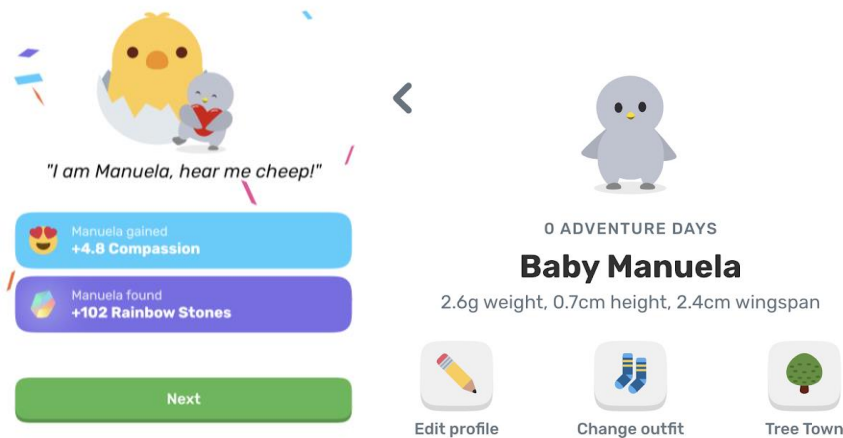 "I am Manuela, hear me cheep!"
Manuela gained
+4.8 Compassion
Manuela found
+102 Rainbow Stones
Next
0 ADVENTURE DAYS
Baby Manuela
2.6g weight, 0.7cm height, 2.4cm wingspan
Edit profile
Change outfit
Tree Town